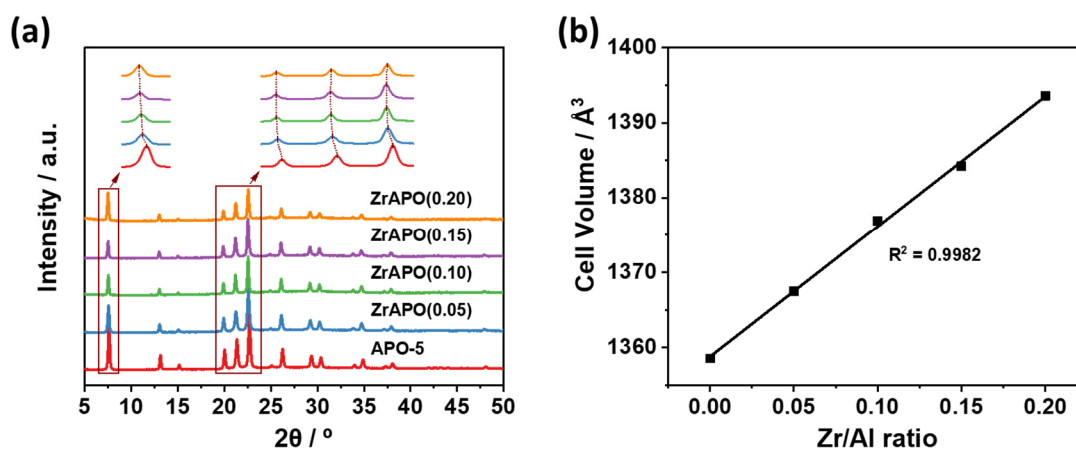 (a)
Intensity / a.u.
ZrAPO(0.20)
ZrAPO(0.15)
ZrAPO(0.10)
ZrAPO(0.05)
APO-5
5 10 15 20 25 30 35 40 45 50
2θ / º
(b)
Cell Volume / Å³
1400
1390
1380
1370
1360
R² = 0.9982
0.00 0.05 0.10 0.15 0.20
Zr/Al ratio